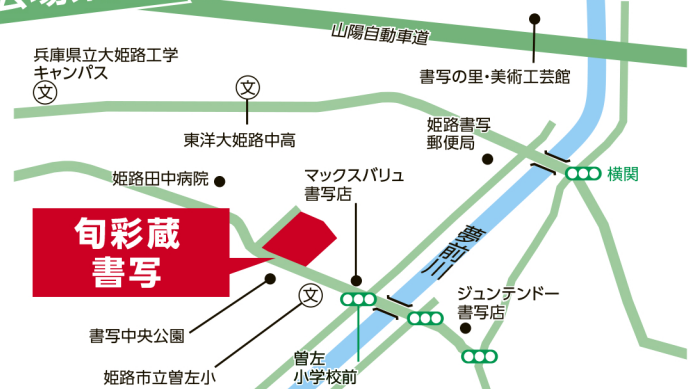 山陽自動車道
兵庫県立大姫路工学
キャンパス
文
文
書写の里・美術工芸館
東洋大姫路中高
姫路書写
郵便局
姫路田中病院
マックスバリュ
書写店
横関
旬彩蔵
書写
夢前川
文
ジュンテンドー
書写店
書写中央公園
曽左
小学校前
姫路市立曽左小